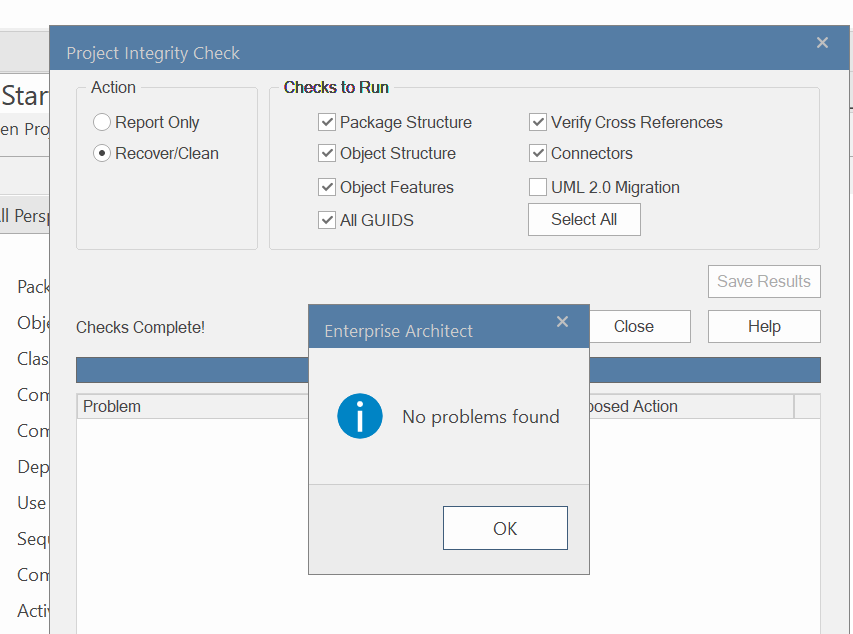 Project Integrity Check
Action
Checks to Run
Report Only
Recover/Clean
Package Structure
Object Structure
Object Features
All GUIDS
Verify Cross References
Connectors
UML 2.0 Migration
Select All
Save Results
Checks Complete!
Close
Help
Problem
posed Action
Enterprise Architect
No problems found
OK
Star
en Proj
ll Persp
Pack
Obje
Clas
Com
Com
Dep
Use
Sequ
Com
Activ